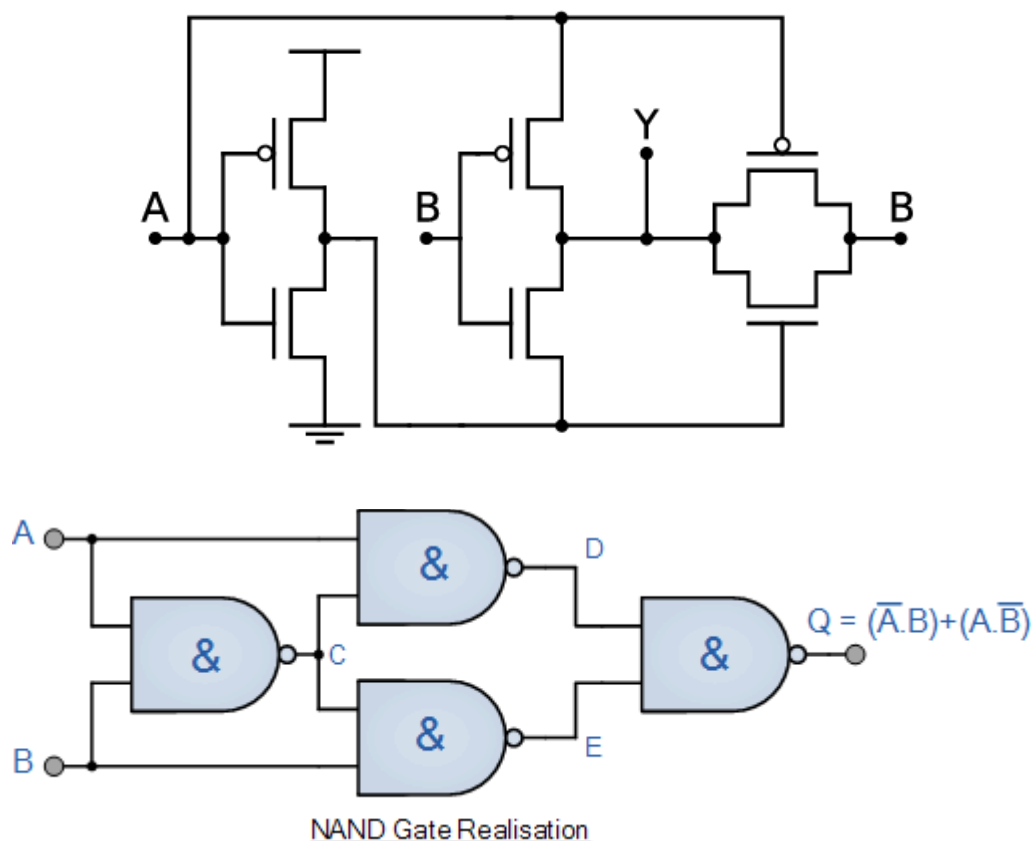 Y
A
B
B
A
&
D
&
C
&
Q = (A̅.B)+(A.B̅)
B
&
E
NAND Gate Realisation